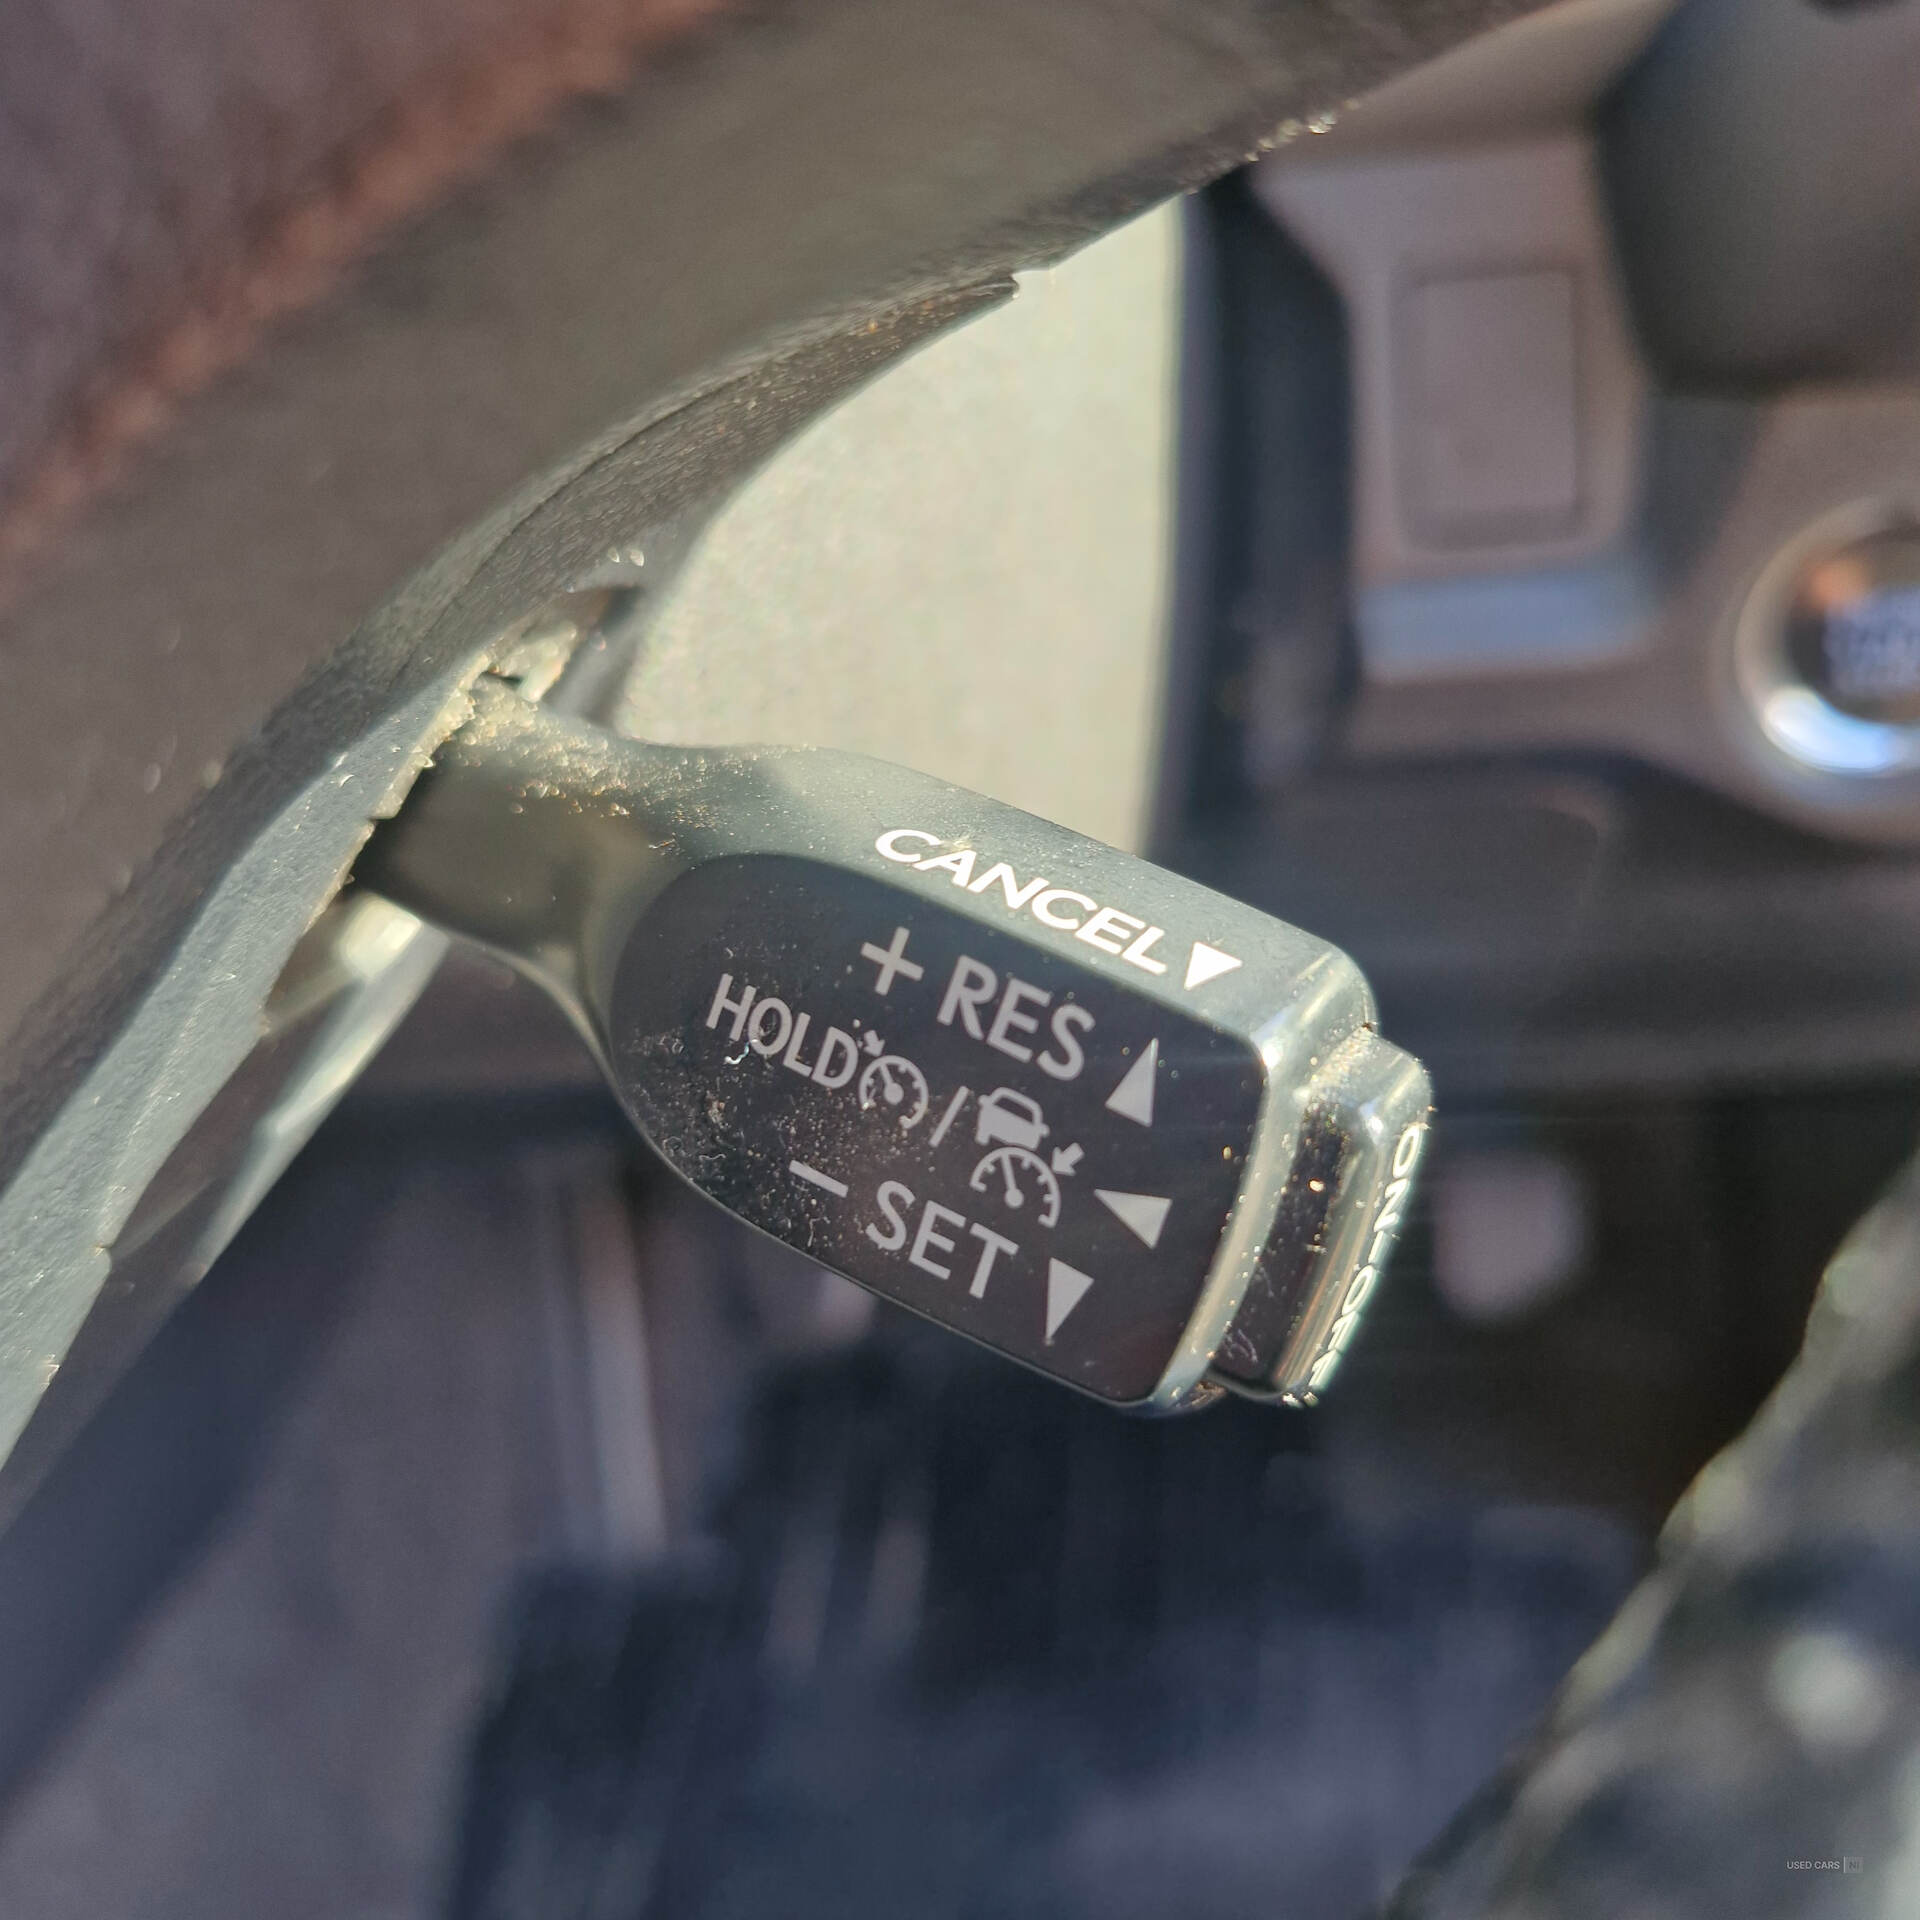 CANCEL
+ RES
HOLD /
− SET
ON-OFF
USED CARS NI